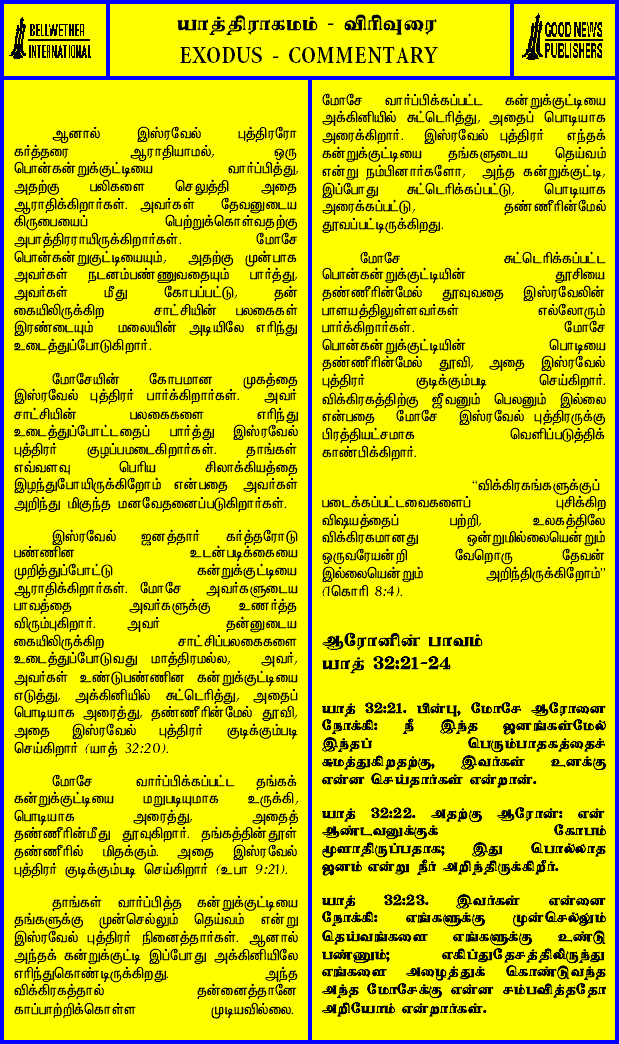 BELLWETHER
INTERNATIONAL
யாத்திராகமம் - விரிவுரை
EXODUS - COMMENTARY
GOOD NEWS
PUBLISHERS
ஆனால் இஸ்ரவேல் புத்திரரோ
கர்த்தரை ஆராதியாமல், ஒரு
பொன்கன்றுக்குட்டியை வார்ப்பித்து,
அதற்கு பலிகளை செலுத்தி அதை
ஆராதிக்கிறார்கள். அவர்கள் தேவனுடைய
கிருபையைப் பெற்றுக்கொள்வதற்கு
அபாத்திரராயிருக்கிறார்கள். மோசே
பொன்கன்றுகுட்டியையும், அதற்கு முன்பாக
அவர்கள் நடனம்பண்ணுவதையும் பார்த்து,
அவர்கள் மீது கோபப்பட்டு, தன்
கையிலிருக்கிற சாட்சியின் பலகைகள்
இரண்டையும் மலையின் அடியிலே எறிந்து
உடைத்துப்போடுகிறார்.
மோசேயின் கோபமான முகத்தை
இஸ்ரவேல் புத்திரர் பார்க்கிறார்கள். அவர்
சாட்சியின் பலகைகளை எறிந்து
உடைத்துப்போட்டதைப் பார்த்து இஸ்ரவேல்
புத்திரர் குழப்பமடைகிறார்கள். தாங்கள்
எவ்வளவு பெரிய சிலாக்கியத்தை
இழந்துபோயிருக்கிறோம் என்பதை அவர்கள்
அறிந்து மிகுந்த மனவேதனைப்படுகிறார்கள்.
இஸ்ரவேல் ஜனத்தார் கர்த்தரோடு
பண்ணின உடன்படிக்கையை
முறித்துப்போட்டு கன்றுக்குட்டியை
ஆராதிக்கிறார்கள். மோசே அவர்களுடைய
பாவத்தை அவர்களுக்கு உணர்த்த
விரும்புகிறார். அவர் தன்னுடைய
கையிலிருக்கிற சாட்சிப்பலகைகளை
உடைத்துப்போடுவது மாத்திரமல்ல, அவர்,
அவர்கள் உண்டுபண்ணின கன்றுக்குட்டியை
எடுத்து, அக்கினியில் சுட்டெரித்து, அதைப்
பொடியாக அரைத்து, தண்ணீரின்மேல் தூவி,
அதை இஸ்ரவேல் புத்திரர் குடிக்கும்படி
செய்கிறார் (யாத் 32:20).
மோசே வார்ப்பிக்கப்பட்ட தங்கக்
கன்றுக்குட்டியை மறுபடியுமாக உருக்கி,
பொடியாக அரைத்து, அதைத்
தண்ணீரின்மீது தூவுகிறார். தங்கத்தின்தூள்
தண்ணீரில் மிதக்கும். அதை இஸ்ரவேல்
புத்திரர் குடிக்கும்படி செய்கிறார் (உபா 9:21).
தாங்கள் வார்ப்பித்த கன்றுக்குட்டியை
தங்களுக்கு முன்செல்லும் தெய்வம் என்று
இஸ்ரவேல் புத்திரர் நினைத்தார்கள். ஆனால்
அந்தக் கன்றுக்குட்டி இப்போது அக்கினியிலே
எரிந்துகொண்டிருக்கிறது. அந்த
விக்கிரகத்தால் தன்னைத்தானே
காப்பாற்றிக்கொள்ள முடியவில்லை.
மோசே வார்ப்பிக்கப்பட்ட கன்றுக்குட்டியை
அக்கினியில் சுட்டெரித்து, அதைப் பொடியாக
அரைக்கிறார். இஸ்ரவேல் புத்திரர் எந்தக்
கன்றுக்குட்டியை தங்களுடைய தெய்வம்
என்று நம்பினார்களோ, அந்த கன்றுக்குட்டி,
இப்போது சுட்டெரிக்கப்பட்டு, பொடியாக
அரைக்கப்பட்டு, தண்ணீரின்மேல்
தூவப்பட்டிருக்கிறது.
மோசே சுட்டெரிக்கப்பட்ட
பொன்கன்றுக்குட்டியின் தூசியை
தண்ணீரின்மேல் தூவுவதை இஸ்ரவேலின்
பாளயத்திலுள்ளவர்கள் எல்லோரும்
பார்க்கிறார்கள். மோசே
பொன்கன்றுக்குட்டியின் பொடியை
தண்ணீரின்மேல் தூவி, அதை இஸ்ரவேல்
புத்திரர் குடிக்கும்படி செய்கிறார்.
விக்கிரகத்திற்கு ஜீவனும் பெலனும் இல்லை
என்பதை மோசே இஸ்ரவேல் புத்திரருக்கு
பிரத்தியட்சமாக வெளிப்படுத்திக்
காண்பிக்கிறார்.
“விக்கிரகங்களுக்குப்
படைக்கப்பட்டவைகளைப் புசிக்கிற
விஷயத்தைப் பற்றி, உலகத்திலே
விக்கிரகமானது ஒன்றுமில்லையென்றும்
ஒருவரேயன்றி வேறொரு தேவன்
இல்லையென்றும் அறிந்திருக்கிறோம்”
(1கொரி 8:4).
ஆரோனின் பாவம்
யாத் 32:21-24
யாத் 32:21. பின்பு, மோசே ஆரோனை
நோக்கி: நீ இந்த ஜனங்கள்மேல்
இந்தப் பெரும்பாதகத்தைச்
சுமத்துகிறதற்கு, இவர்கள் உனக்கு
என்ன செய்தார்கள் என்றான்.
யாத் 32:22. அதற்கு ஆரோன்: என்
ஆண்டவனுக்குக் கோபம்
மூளாதிருப்பதாக; இது பொல்லாத
ஜனம் என்று நீர் அறிந்திருக்கிறீர்.
யாத் 32:23. இவர்கள் என்னை
நோக்கி: எங்களுக்கு முன்செல்லும்
தெய்வங்களை எங்களுக்கு உண்டு
பண்ணும்; எகிப்துதேசத்திலிருந்து
எங்களை அழைத்துக் கொண்டுவந்த
அந்த மோசேக்கு என்ன சம்பவித்ததோ
அறியோம் என்றார்கள்.